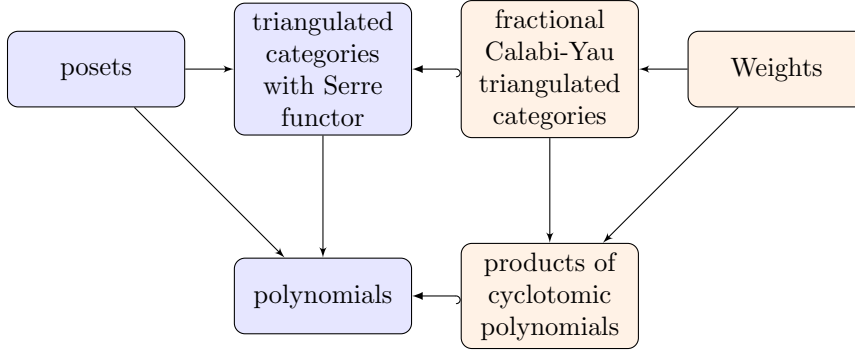 posets
triangulated
categories
with Serre
functor
fractional
Calabi-Yau
triangulated
categories
Weights
polynomials
products of
cyclotomic
polynomials